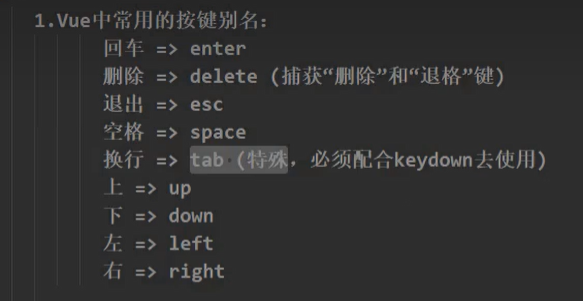 1.Vue中常用的按键别名：
回车 => enter
删除 => delete (捕获“删除”和“退格”键)
退出 => esc
空格 => space
换行 => tab (特殊，必须配合keydown去使用)
上 => up
下 => down
左 => left
右 => right